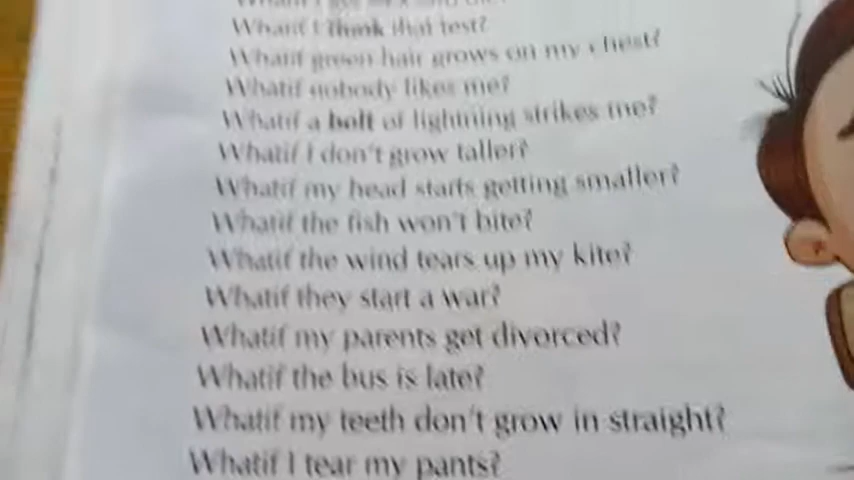 Whatif I flunk that test?
Whatif green hair grows on my chest?
Whatif nobody likes me?
Whatif a bolt of lightning strikes me?
Whatif I don't grow taller?
Whatif my head starts getting smaller?
Whatif the fish won't bite?
Whatif the wind tears up my kite?
Whatif they start a war?
Whatif my parents get divorced?
Whatif the bus is late?
Whatif my teeth don't grow in straight?
Whatif I tear my pants?